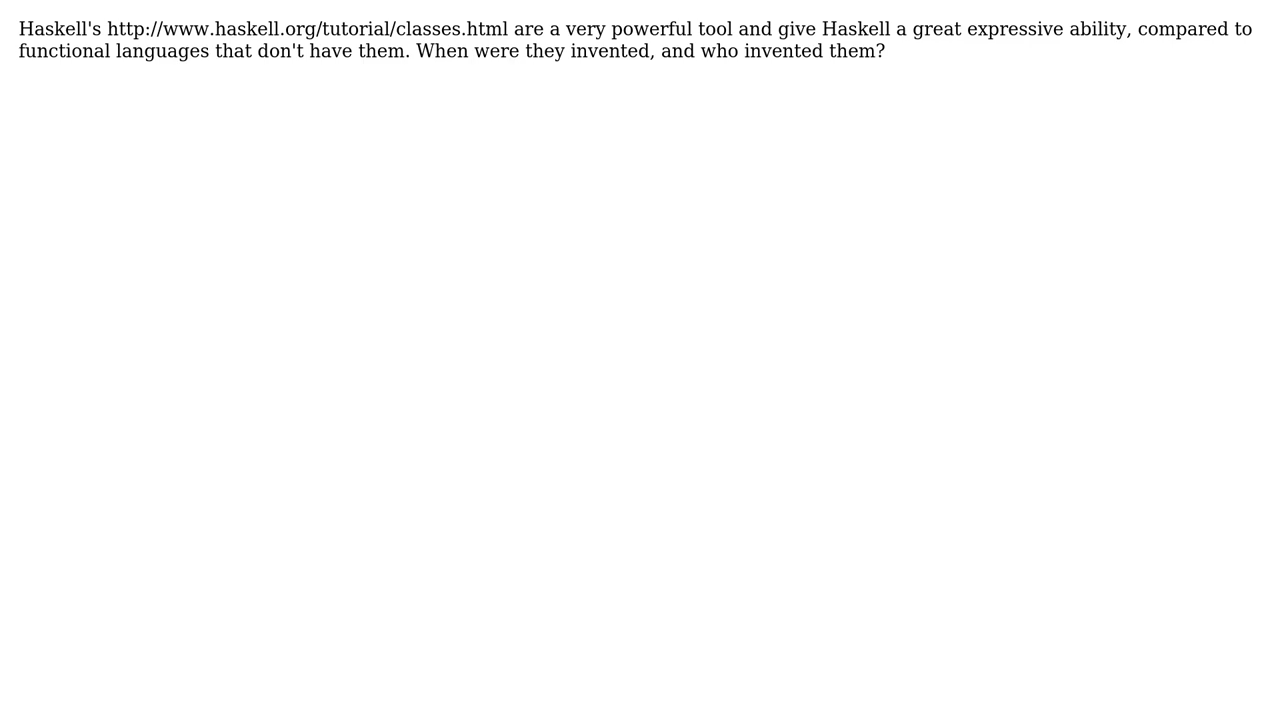 Haskell's http://www.haskell.org/tutorial/classes.html are a very powerful tool and give Haskell a great expressive ability, compared to
functional languages that don't have them. When were they invented, and who invented them?